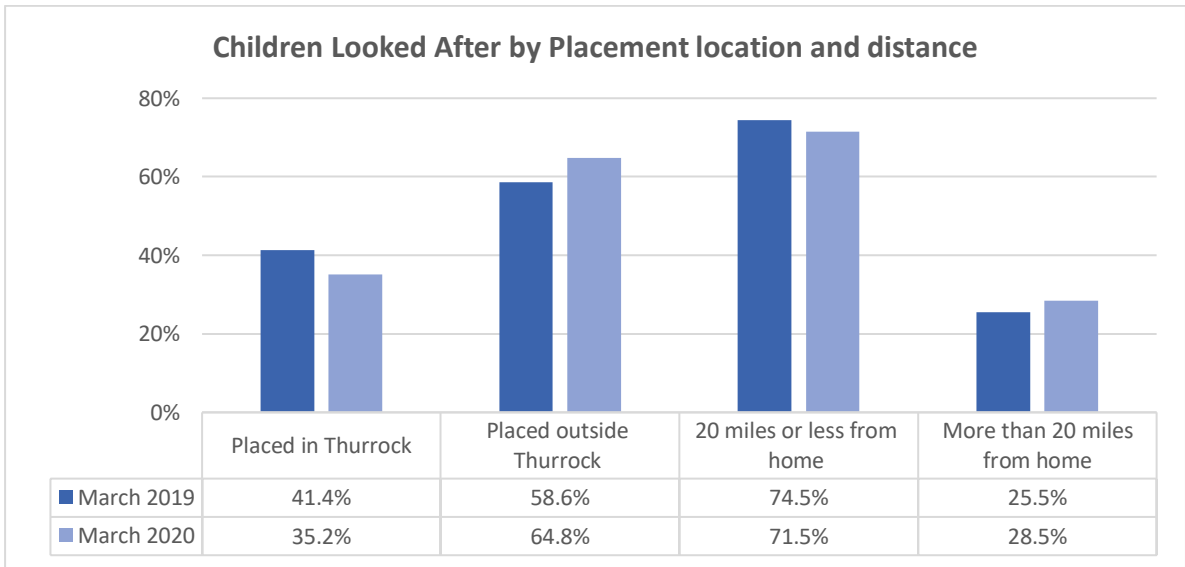 Children Looked After by Placement location and distance
80%
60%
40%
20%
0%
Placed in Thurrock
Placed outside
Thurrock
20 miles or less from
home
More than 20 miles
from home
March 2019 41.4% 58.6% 74.5% 25.5%
March 2020 35.2% 64.8% 71.5% 28.5%